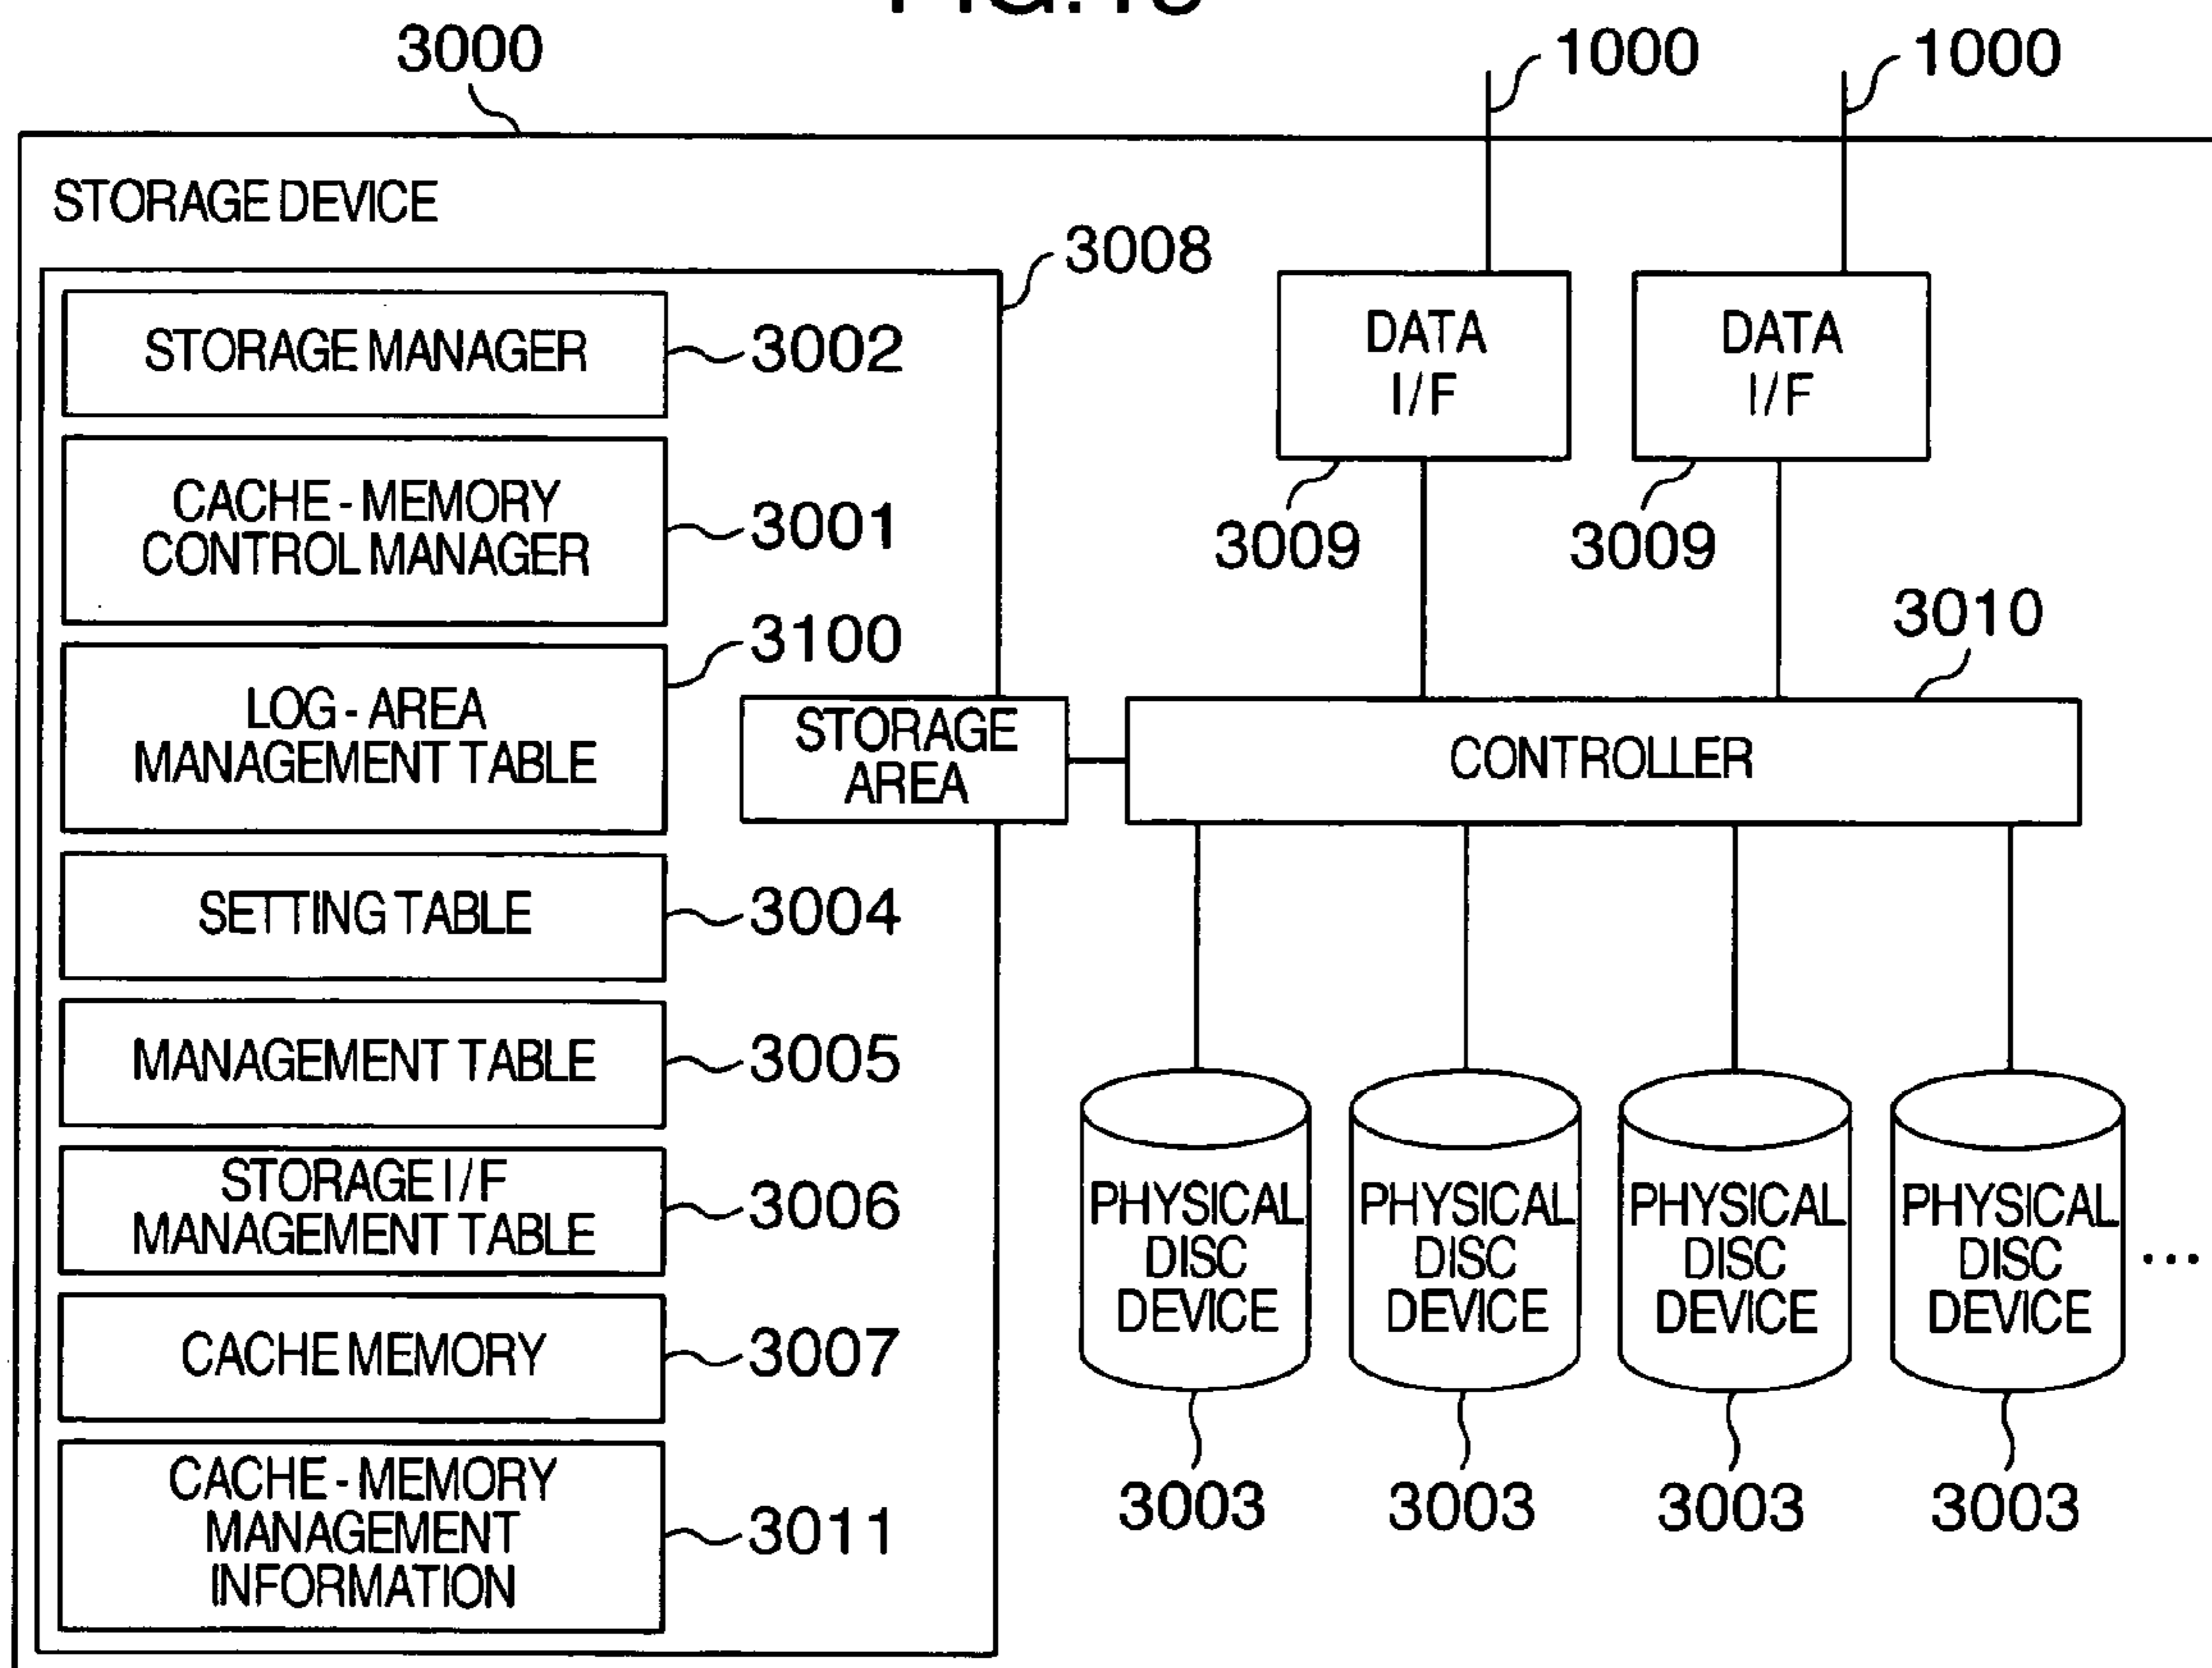 3000
1000
1000
STORAGE DEVICE
3008
STORAGE MANAGER
3002
DATA
I/F
DATA
I/F
CACHE-MEMORY
CONTROL MANAGER
3001
3009
3009
3100
3010
LOG-AREA
MANAGEMENT TABLE
STORAGE
AREA
CONTROLLER
SETTING TABLE
3004
MANAGEMENT TABLE
3005
STORAGE I/F
MANAGEMENT TABLE
3006
PHYSICAL
DISC
DEVICE
PHYSICAL
DISC
DEVICE
PHYSICAL
DISC
DEVICE
PHYSICAL
DISC
DEVICE
...
CACHE MEMORY
3007
3003
3003
3003
3003
CACHE-MEMORY
MANAGEMENT
INFORMATION
3011